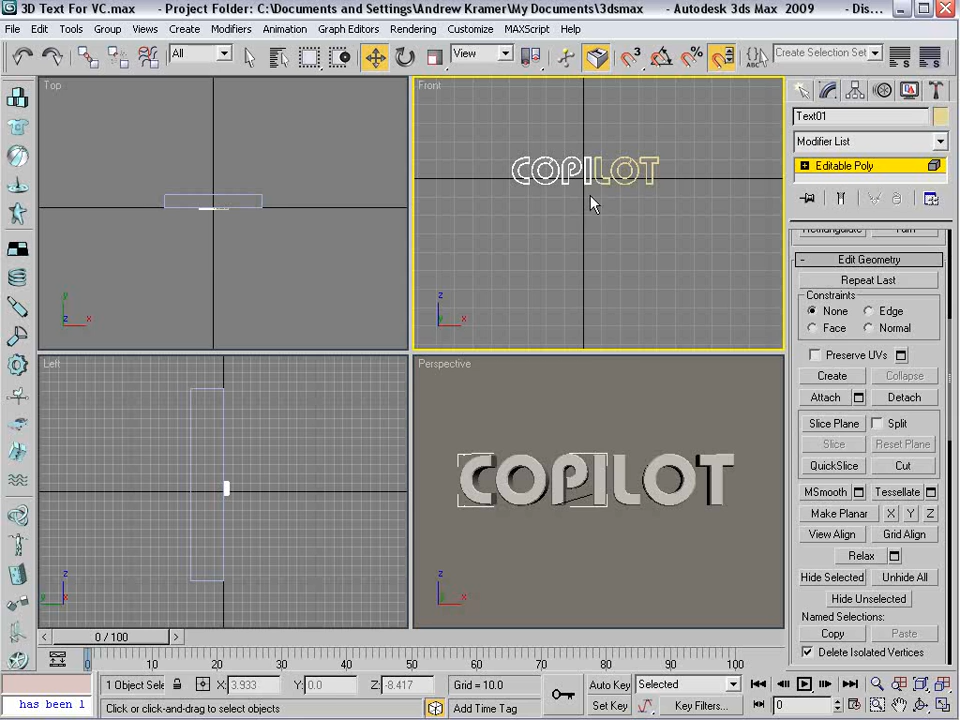 3D Text For VC.max - Project Folder: C:\Documents and Settings\Andrew Kramer\My Documents\3dsmax - Autodesk 3ds Max 2009 - Dis...
File Edit Tools Group Views Create Modifiers Animation Graph Editors Rendering Customize MAXScript Help
All View 3 % Create Selection Set
Top
Front
COPILOT
Left
Perspective
COPILOT
y
z x
z
y x
z
y x
z
x
Text01
Modifier List
Editable Poly
Turn
- Edit Geometry
Repeat Last
Constraints
None Edge
Face Normal
Preserve UVs
Create Collapse
Attach Detach
Slice Plane Split
Slice Reset Plane
QuickSlice Cut
MSmooth Tessellate
Make Planar X Y Z
View Align Grid Align
Relax
Hide Selected Unhide All
Hide Unselected
Named Selections:
Copy Paste
Delete Isolated Vertices
< 0 / 100 >
0 10 20 30 40 50 60 70 80 90 100
1 Object Sele X: 3.933 Y: 0.0 Z: -8.417 Grid = 10.0 Auto Key Selected
has been l Click or click-and-drag to select objects Add Time Tag Set Key Key Filters... 0